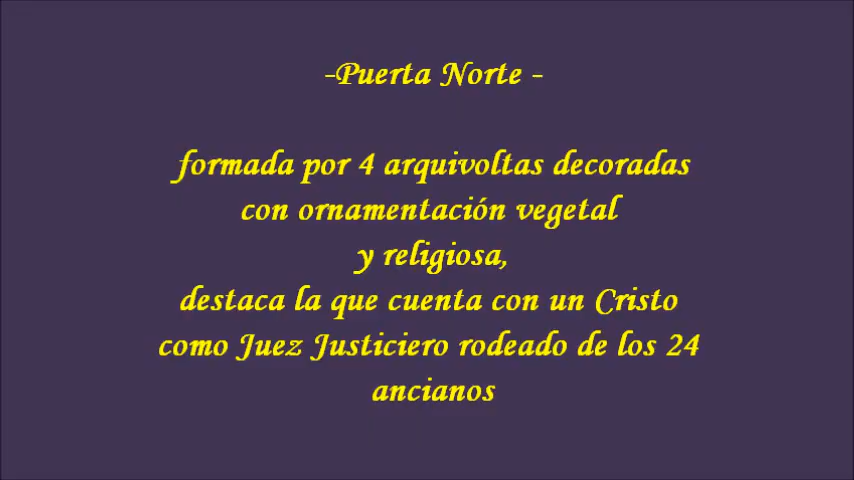 -Puerta Norte -
formada por 4 arquivoltas decoradas
con ornamentación vegetal
y religiosa,
destaca la que cuenta con un Cristo
como Juez Justiciero rodeado de los 24
ancianos